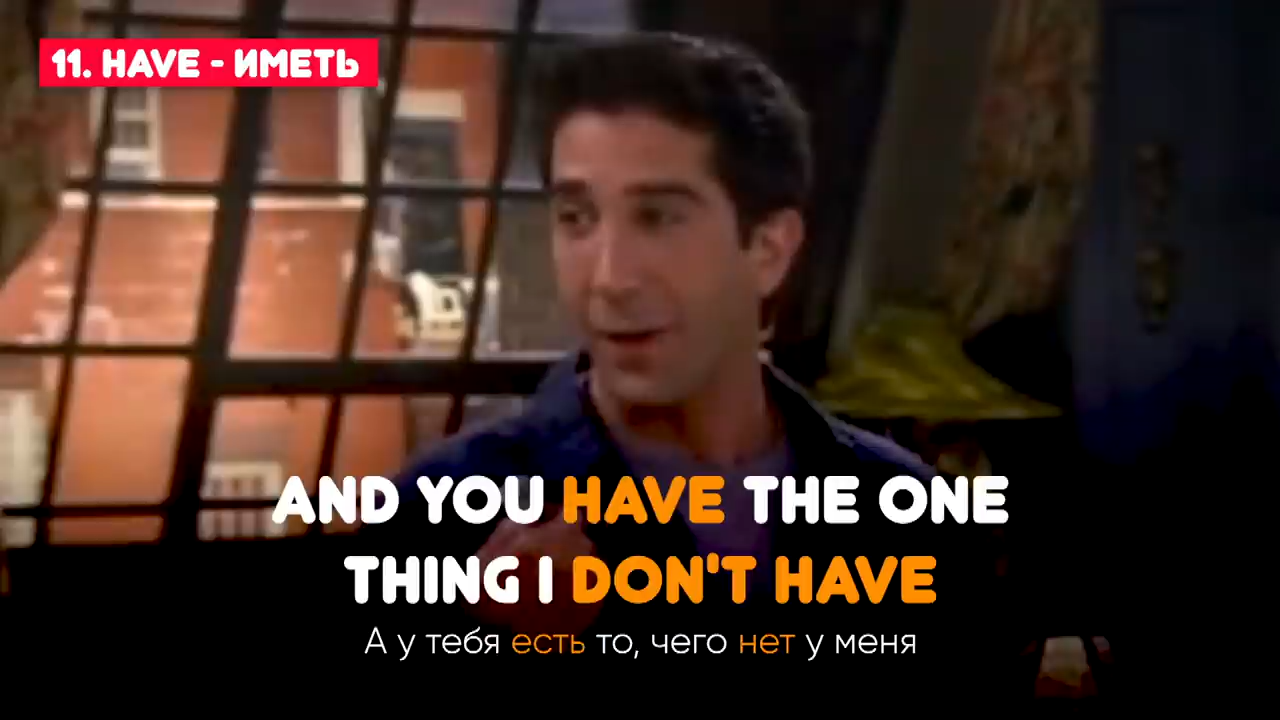 11. HAVE - ИМЕТЬ
AND YOU HAVE THE ONE
THING I DON'T HAVE
А у тебя есть то, чего нет у меня